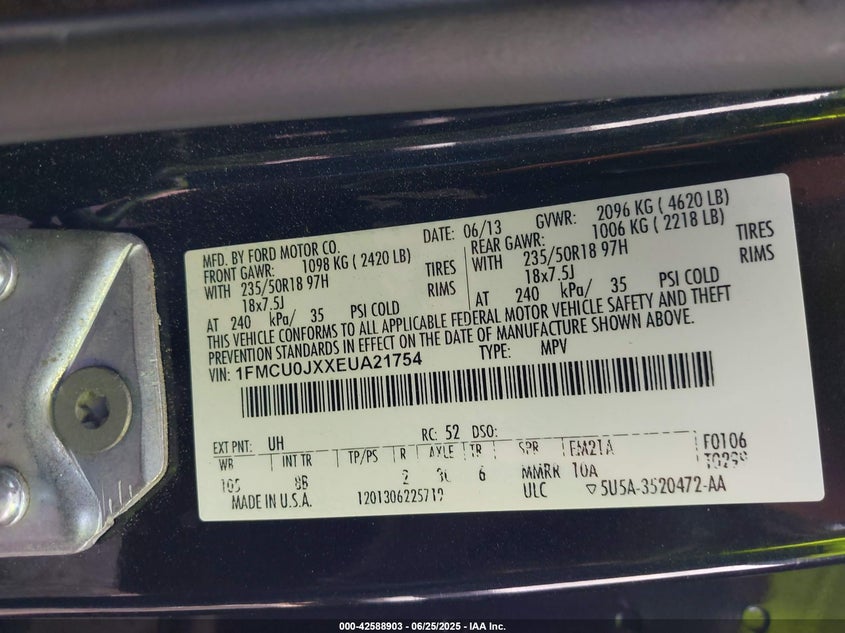 MFD. BY FORD MOTOR CO. DATE: 06/13 GVWR: 2096 KG ( 4620 LB)
FRONT GAWR: 1098 KG ( 2420 LB) REAR GAWR: 1006 KG ( 2218 LB)
WITH 235/50R18 97H TIRES WITH 235/50R18 97H TIRES
18x7.5J RIMS 18x7.5J RIMS
AT 240 kPa/ 35 PSI COLD AT 240 kPa/ 35 PSI COLD
THIS VEHICLE CONFORMS TO ALL APPLICABLE FEDERAL MOTOR VEHICLE SAFETY AND THEFT
PREVENTION STANDARDS IN EFFECT ON THE DATE OF MANUFACTURE SHOWN ABOVE.
VIN: 1FMCU0JXXEUA21754 TYPE: MPV
EXT PNT: UH RC: 52 DSO: F0106
WB INT TR TP/PS R AXLE TR SPR EM21A T0299
105 8B 2 6 MMRR 10A
MADE IN U.S.A. 1201306225719 ULC ▽5U5A-3520472-AA
000-42588903 - 06/25/2025 - IAA Inc.